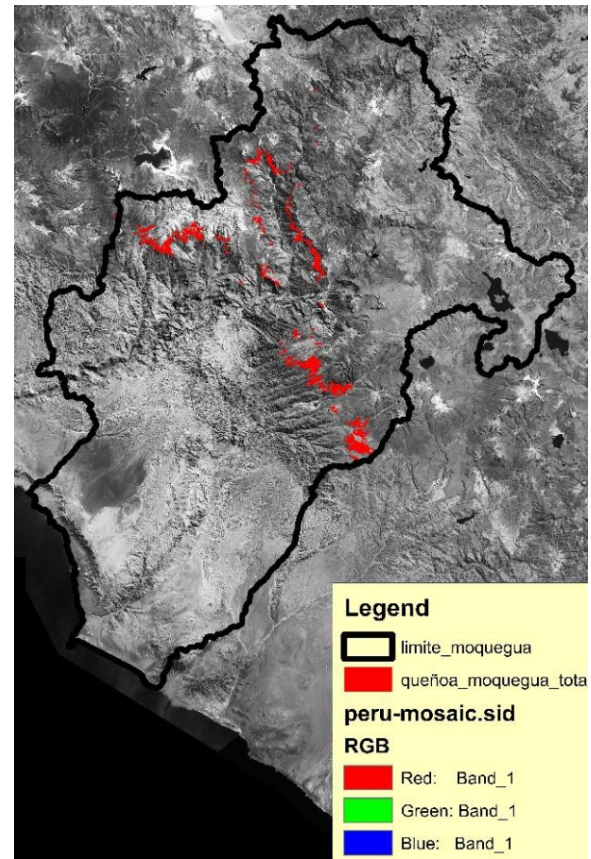 Legend
limite_moquegua
queñoa_moquegua_tota
peru-mosaic.sid
RGB
Red: Band_1
Green: Band_1
Blue: Band_1